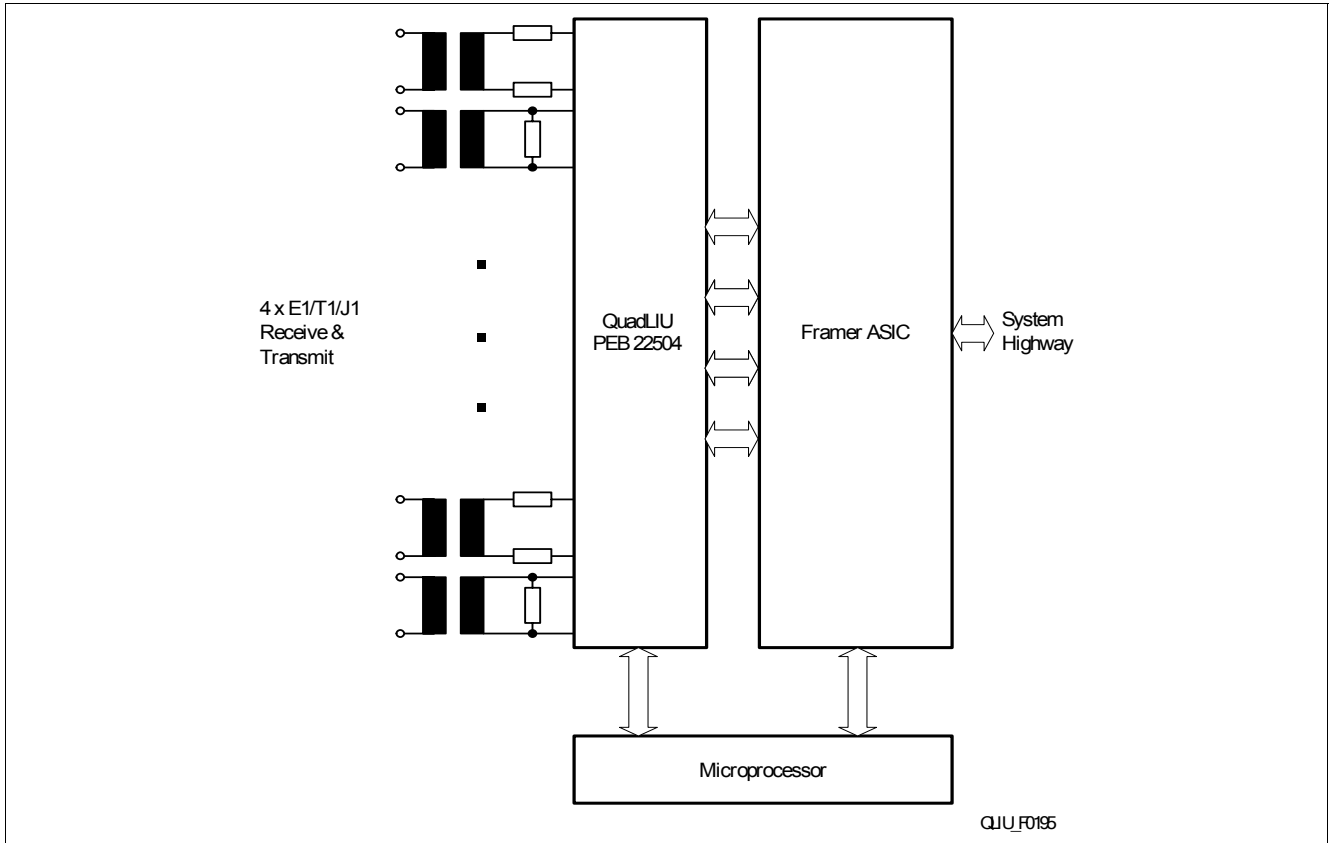 4 x E1/T1/J1
Receive &
Transmit
QuadLIU
PEB 22504
Framer ASIC
System
Highway
Microprocessor
QLIU_F0195